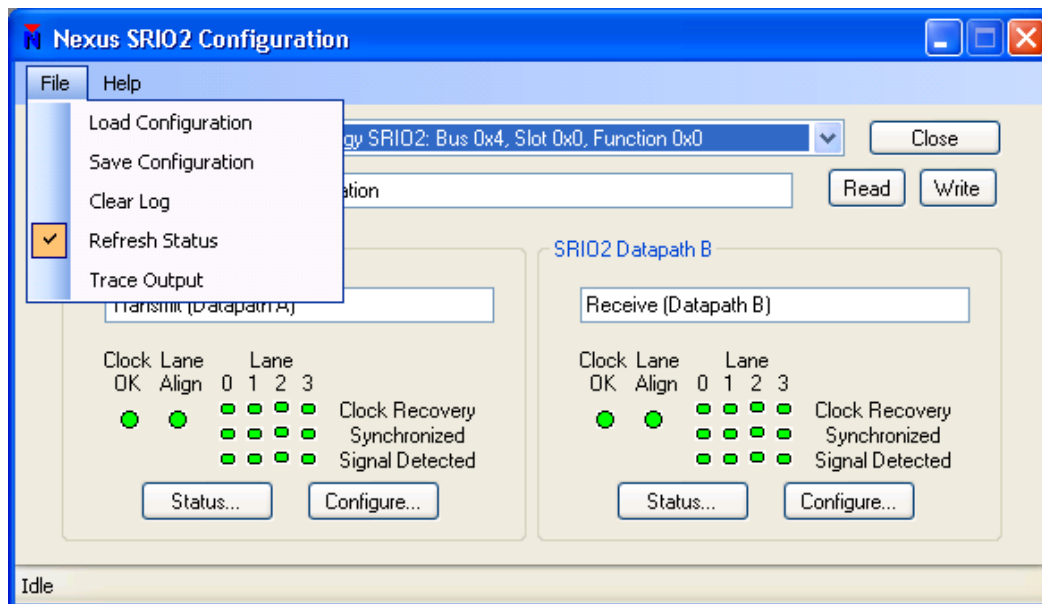 Nexus SRIO2 Configuration
File Help
Load Configuration
Save Configuration
Clear Log
Refresh Status
Trace Output
gy SRIO2: Bus 0x4, Slot 0x0, Function 0x0
Close
ation
Read Write
SRIO2 Datapath B
Transmit (Datapath A)
Receive (Datapath B)
Clock Lane Lane
OK Align 0 1 2 3
Clock Recovery
Synchronized
Signal Detected
Status... Configure...
Clock Lane Lane
OK Align 0 1 2 3
Clock Recovery
Synchronized
Signal Detected
Status... Configure...
Idle